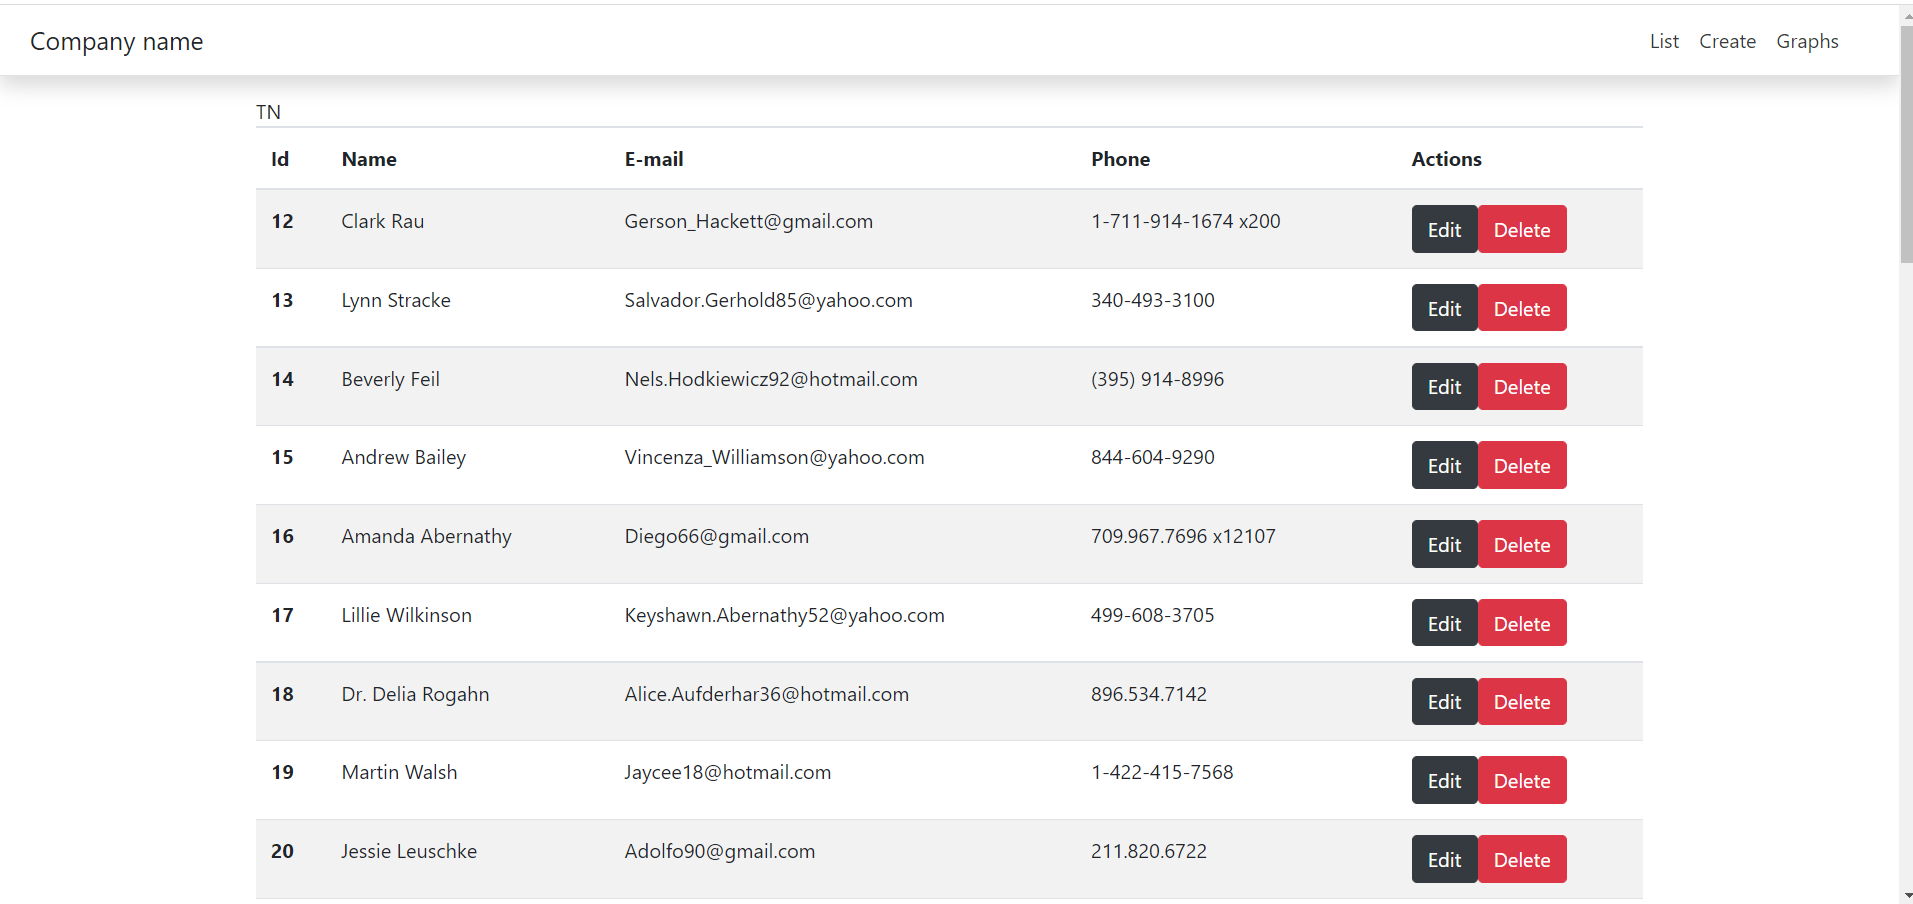 Company name List Create Graphs
TN
Id Name E-mail Phone Actions
12 Clark Rau Gerson_Hackett@gmail.com 1-711-914-1674 x200 Edit Delete
13 Lynn Stracke Salvador.Gerhold85@yahoo.com 340-493-3100 Edit Delete
14 Beverly Feil Nels.Hodkiewicz92@hotmail.com (395) 914-8996 Edit Delete
15 Andrew Bailey Vincenza_Williamson@yahoo.com 844-604-9290 Edit Delete
16 Amanda Abernathy Diego66@gmail.com 709.967.7696 x12107 Edit Delete
17 Lillie Wilkinson Keyshawn.Abernathy52@yahoo.com 499-608-3705 Edit Delete
18 Dr. Delia Rogahn Alice.Aufderhar36@hotmail.com 896.534.7142 Edit Delete
19 Martin Walsh Jaycee18@hotmail.com 1-422-415-7568 Edit Delete
20 Jessie Leuschke Adolfo90@gmail.com 211.820.6722 Edit Delete